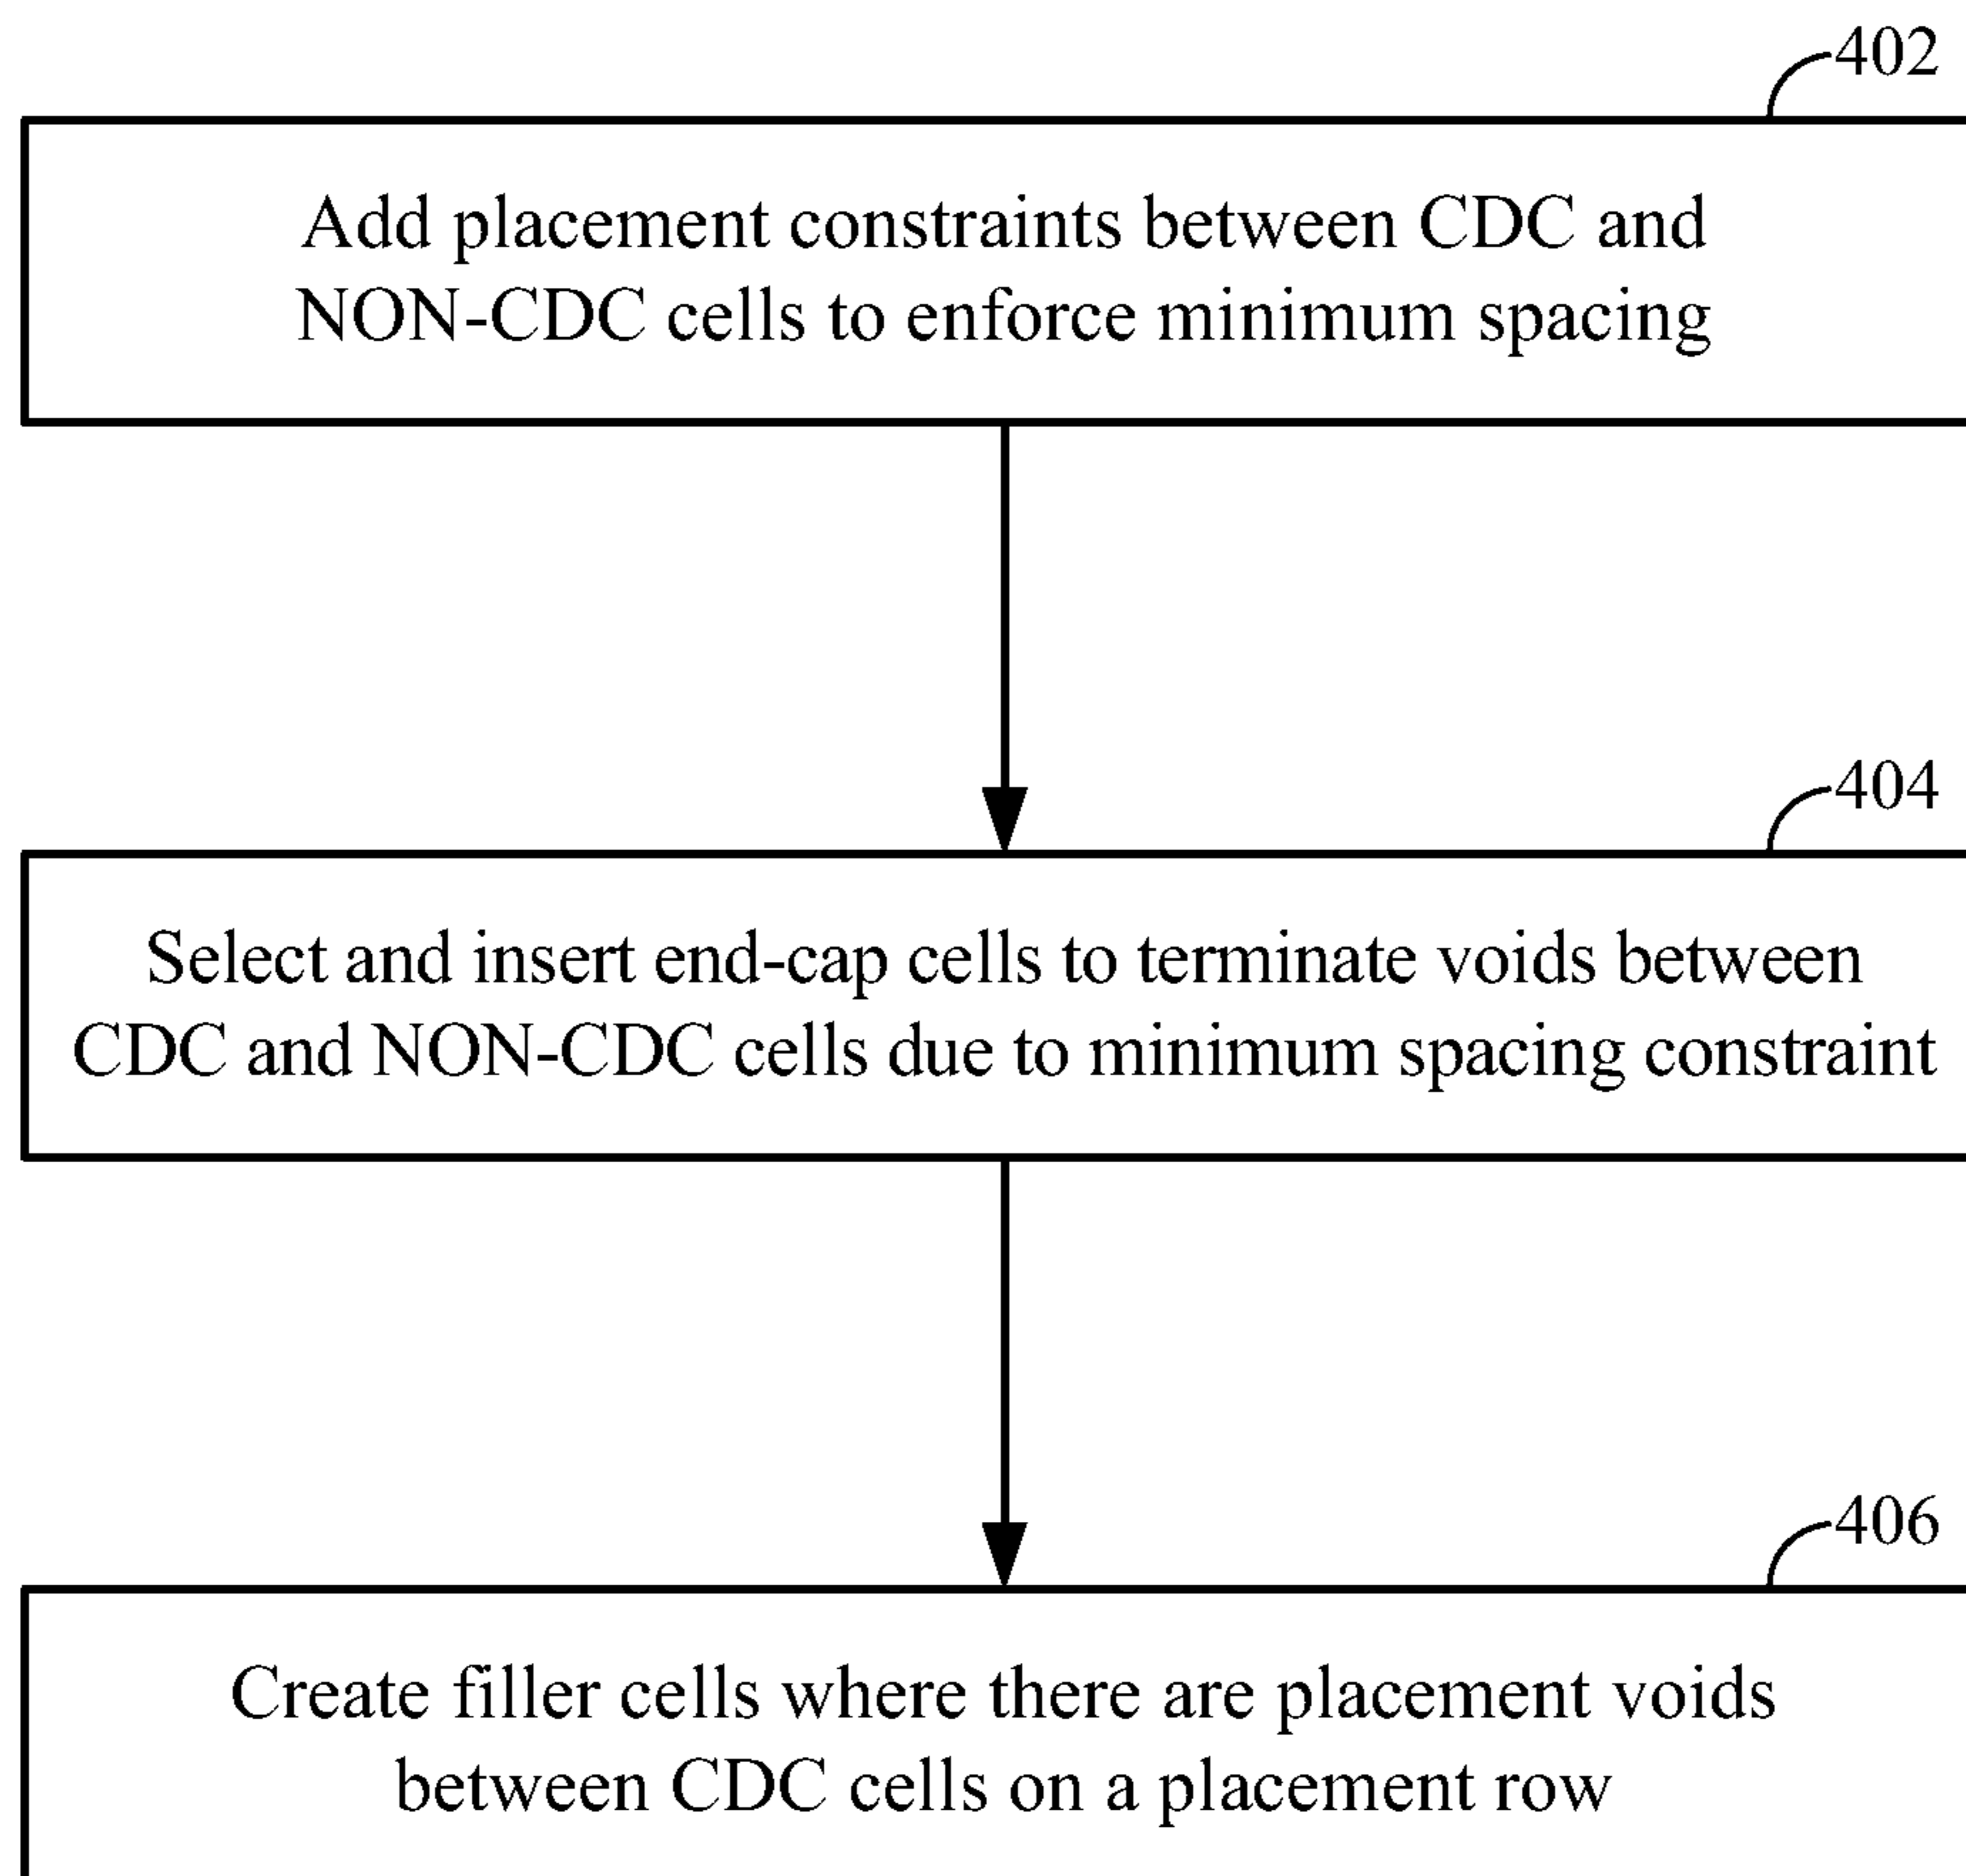 402
Add placement constraints between CDC and
NON-CDC cells to enforce minimum spacing
404
Select and insert end-cap cells to terminate voids between
CDC and NON-CDC cells due to minimum spacing constraint
406
Create filler cells where there are placement voids
between CDC cells on a placement row